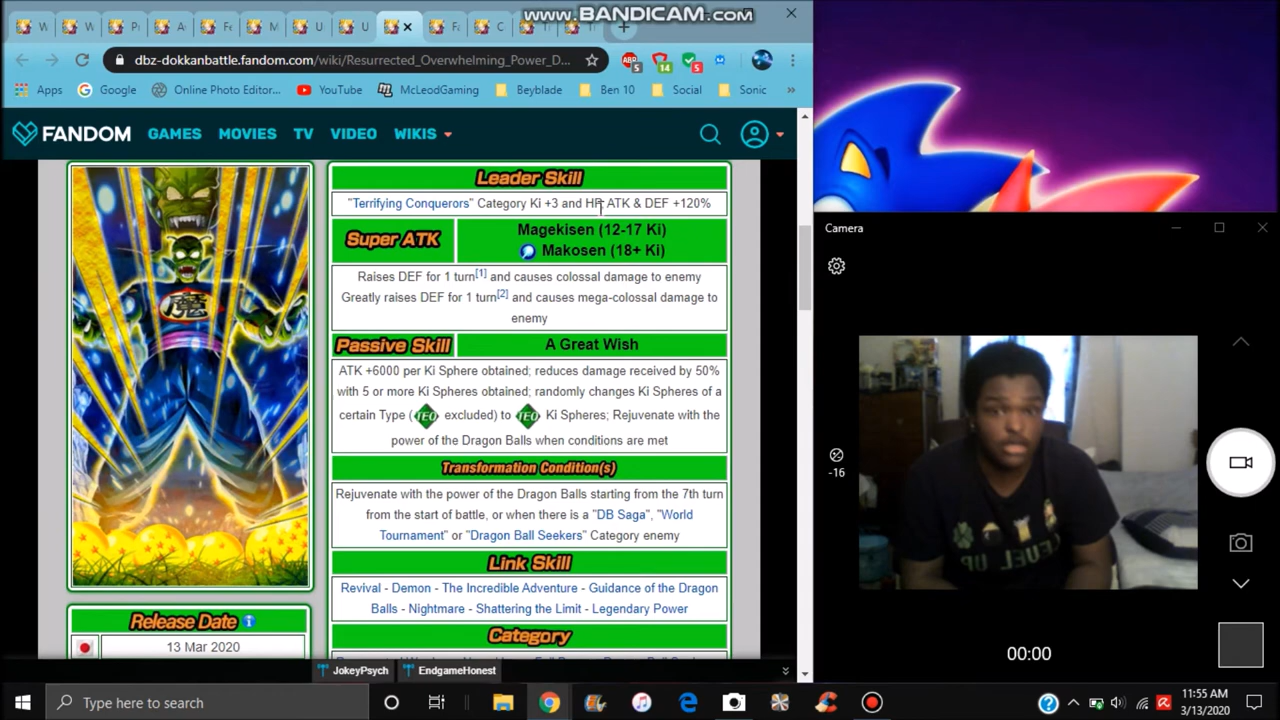 www.BANDICAM.com
dbz-dokkanbattle.fandom.com/wiki/Resurrected_Overwhelming_Power_D...
Apps Google Online Photo Editor... YouTube McLeodGaming Beyblade Ben 10 Social Sonic »
FANDOM GAMES MOVIES TV VIDEO WIKIS
Leader Skill
"Terrifying Conquerors" Category Ki +3 and HP, ATK & DEF +120%
Super ATK
Magekisen (12-17 Ki)
Makosen (18+ Ki)
Raises DEF for 1 turn[1] and causes colossal damage to enemy
Greatly raises DEF for 1 turn[2] and causes mega-colossal damage to
enemy
Passive Skill A Great Wish
ATK +6000 per Ki Sphere obtained; reduces damage received by 50%
with 5 or more Ki Spheres obtained; randomly changes Ki Spheres of a
certain Type (TEQ excluded) to TEQ Ki Spheres; Rejuvenate with the
power of the Dragon Balls when conditions are met
Transformation Condition(s)
Rejuvenate with the power of the Dragon Balls starting from the 7th turn
from the start of battle, or when there is a "DB Saga", "World
Tournament" or "Dragon Ball Seekers" Category enemy
Link Skill
Revival - Demon - The Incredible Adventure - Guidance of the Dragon
Balls - Nightmare - Shattering the Limit - Legendary Power
Category
魔
Release Date
13 Mar 2020
JokeyPsych EndgameHonest
Camera
-16
LEVEL UP
00:00
Type here to search
11:55 AM
3/13/2020